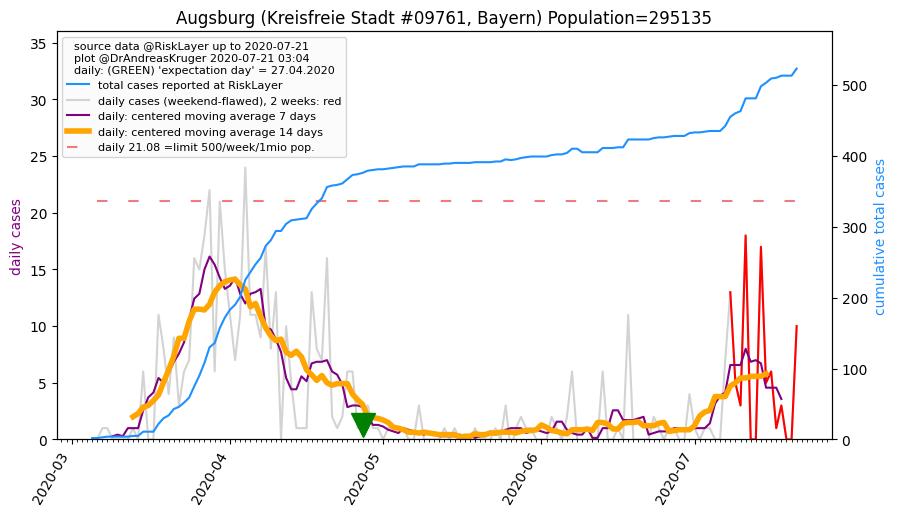 Augsburg (Kreisfreie Stadt #09761, Bayern) Population=295135
source data @RiskLayer up to 2020-07-21
plot @DrAndreasKruger 2020-07-21 03:04
daily: (GREEN) 'expectation day' = 27.04.2020
total cases reported at RiskLayer
daily cases (weekend-flawed), 2 weeks: red
daily: centered moving average 7 days
daily: centered moving average 14 days
daily 21.08 =limit 500/week/1mio pop.
daily cases
35
30
25
20
15
10
5
0
cumulative total cases
500
400
300
200
100
0
2020-03
2020-04
2020-05
2020-06
2020-07